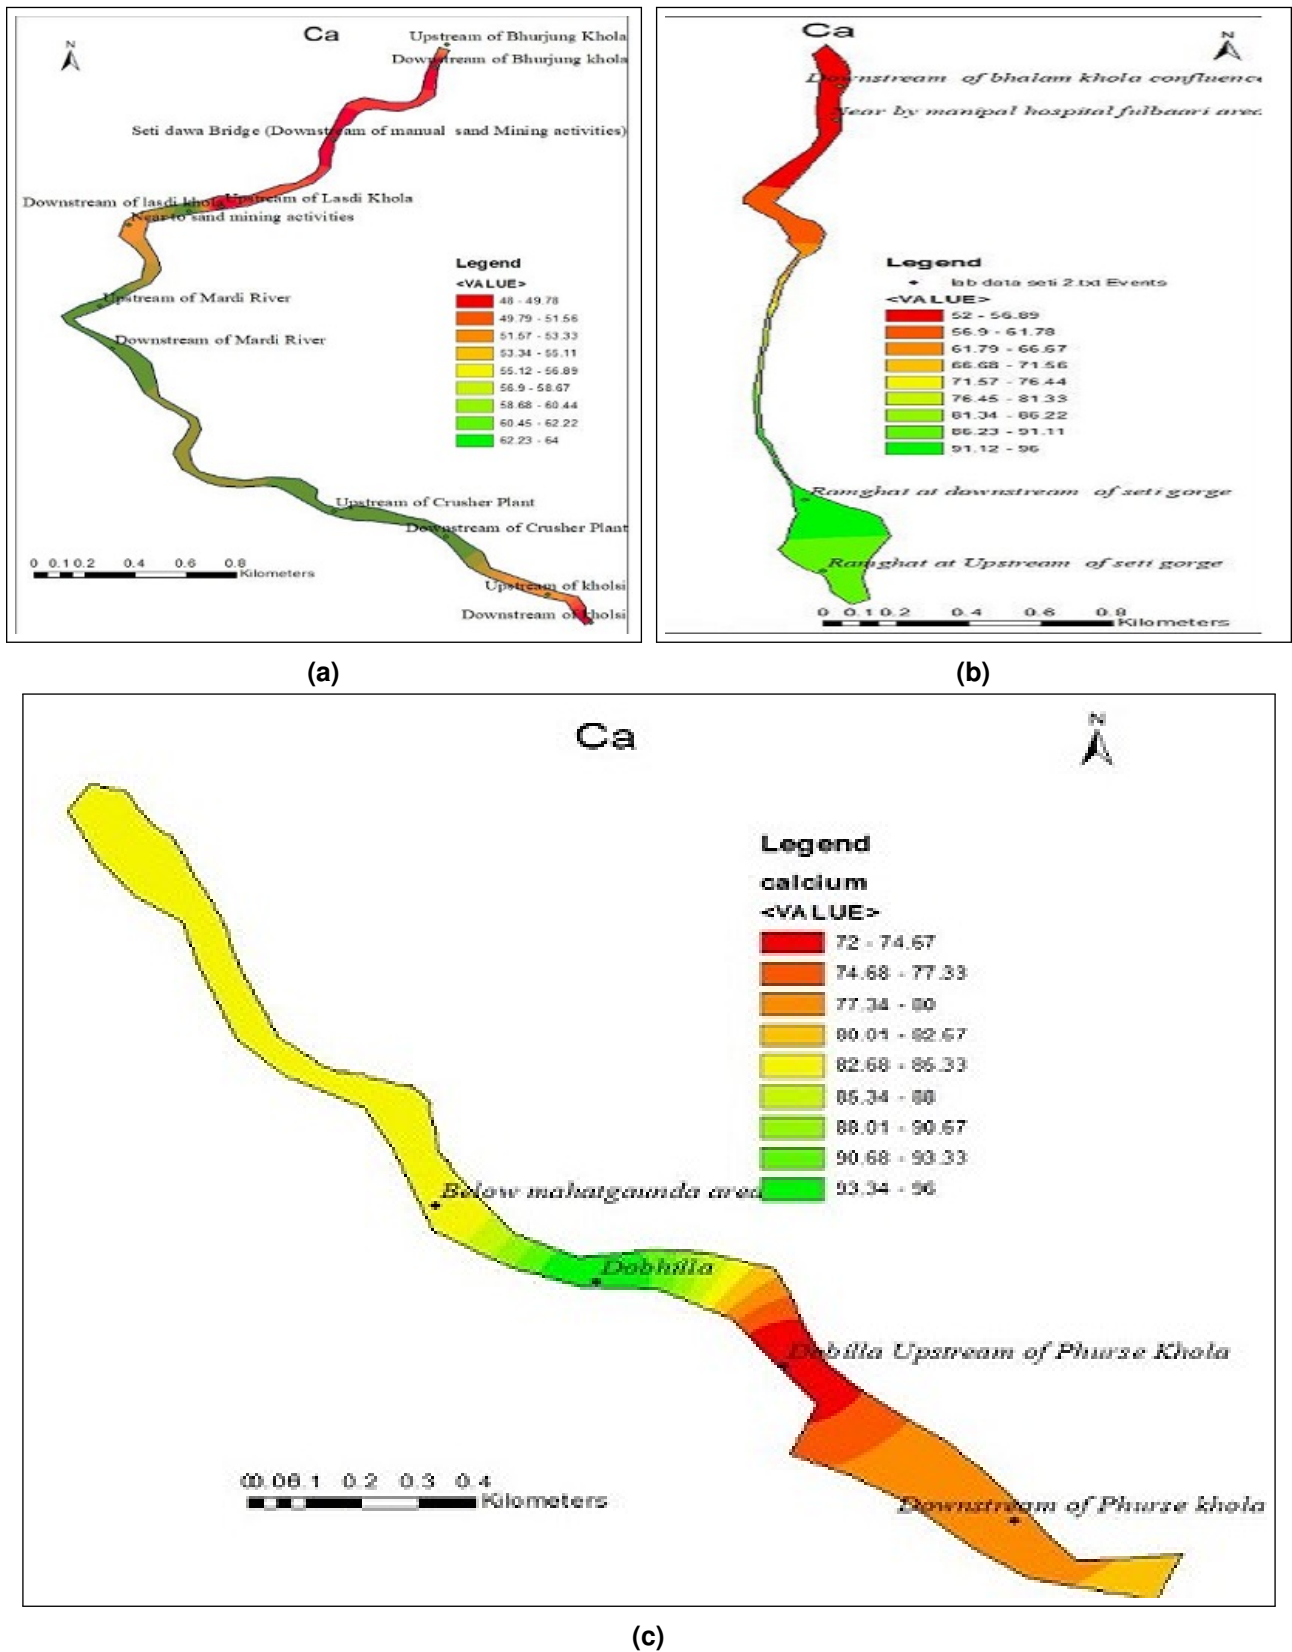 Ca
N
Upstream of Bhurjung Khola
Downstream of Bhurjung khola
Seti dawa Bridge (Downstream of manual sand Mining activities)
Downstream of lasdi khola
Upstream of Lasdi Khola
Near to sand mining activities
Upstream of Mardi River
Downstream of Mardi River
Upstream of Crusher Plant
Downstream of Crusher Plant
Upstream of kholsi
Downstream of kholsi
Legend
<VALUE>
48 - 49.78
49.79 - 51.56
51.57 - 53.33
53.34 - 55.11
55.12 - 56.89
56.9 - 58.67
58.68 - 60.44
60.45 - 62.22
62.23 - 64
0 0.1 0.2 0.4 0.6 0.8
Kilometers
(a)
Ca
N
Downstream of bhalam khola confluence
Near by manipal hospital fulbaari area
Legend
lab data seti 2.txt Events
<VALUE>
52 - 56.89
56.9 - 61.78
61.79 - 66.67
66.68 - 71.56
71.57 - 76.44
76.45 - 81.33
81.34 - 86.22
86.23 - 91.11
91.12 - 96
Ramghat at downstream of seti gorge
Ramghat at Upstream of seti gorge
0 0.1 0.2 0.4 0.6 0.8
Kilometers
(b)
Ca
N
Legend
calcium
<VALUE>
72 - 74.67
74.68 - 77.33
77.34 - 80
80.01 - 82.67
82.68 - 85.33
85.34 - 88
88.01 - 90.67
90.68 - 93.33
93.34 - 96
Below mahatgaunda area
Dobhilla
Dobilla Upstream of Phurse Khola
Downstream of Phurse khola
0.2 0.3 0.4
Kilometers
(c)